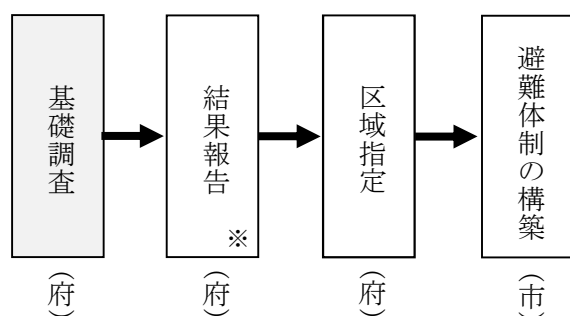 基礎調査
結果報告
※
区域指定
避難体制の構築
（府）
（府）
（府）
（市）